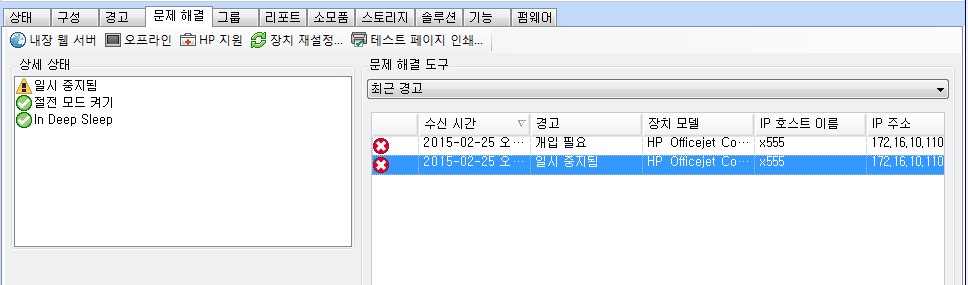 상태 구성 경고 문제 해결 그룹 리포트 소모품 스토리지 솔루션 기능 펌웨어
내장 웹 서버 오프라인 HP 지원 장치 재설정... 테스트 페이지 인쇄...
상세 상태
일시 중지됨
절전 모드 켜기
In Deep Sleep
문제 해결 도구
최근 경고
수신 시간 경고 장치 모델 IP 호스트 이름 IP 주소
2015-02-25 오... 개입 필요 HP Officejet Co... x555 172,16,10,110
2015-02-25 오... 일시 중지됨 HP Officejet Co... x555 172,16,10,110